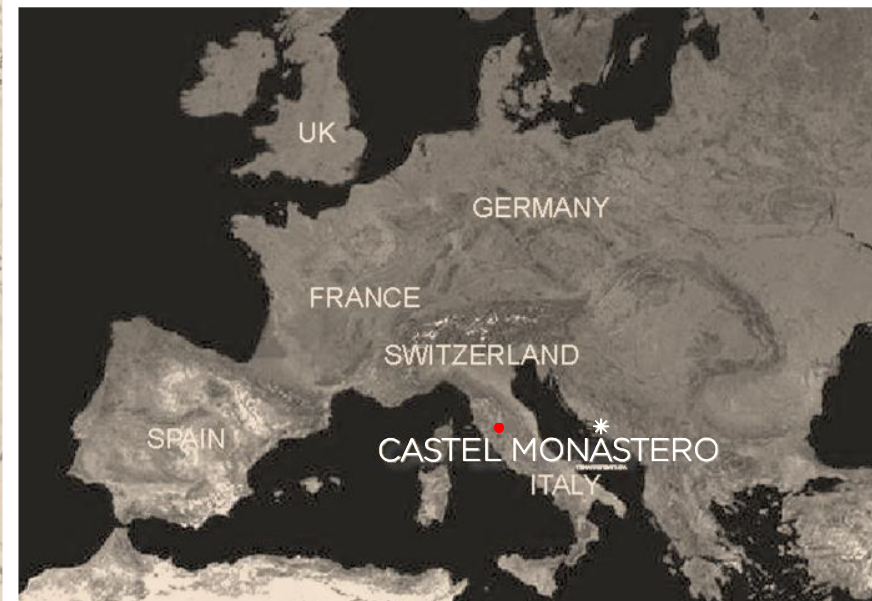 UK
GERMANY
FRANCE
SWITZERLAND
SPAIN
CASTEL MONASTERO
ITALY